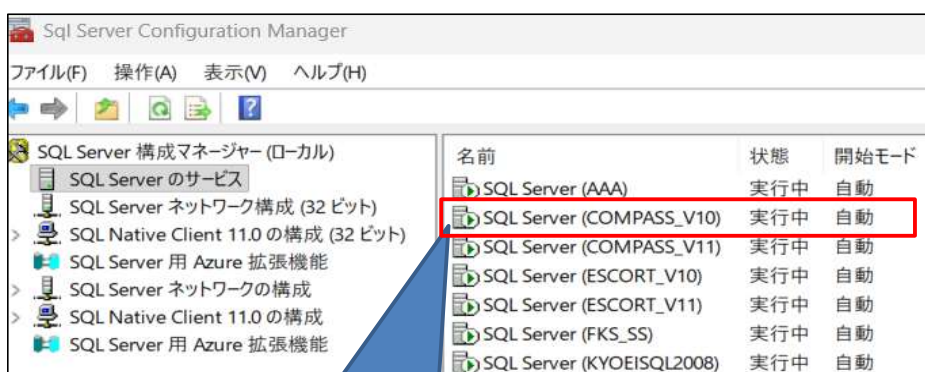 Sql Server Configuration Manager
ファイル(F) 操作(A) 表示(V) ヘルプ(H)
SQL Server 構成マネージャー (ローカル)
SQL Server のサービス
SQL Server ネットワーク構成 (32 ビット)
SQL Native Client 11.0 の構成 (32 ビット)
SQL Server 用 Azure 拡張機能
SQL Server ネットワークの構成
SQL Native Client 11.0 の構成
SQL Server 用 Azure 拡張機能
名前 状態 開始モード
SQL Server (AAA) 実行中 自動
SQL Server (COMPASS_V10) 実行中 自動
SQL Server (COMPASS_V11) 実行中 自動
SQL Server (ESCORT_V10) 実行中 自動
SQL Server (ESCORT_V11) 実行中 自動
SQL Server (FKS_SS) 実行中 自動
SQL Server (KYOEISQL2008) 実行中 自動